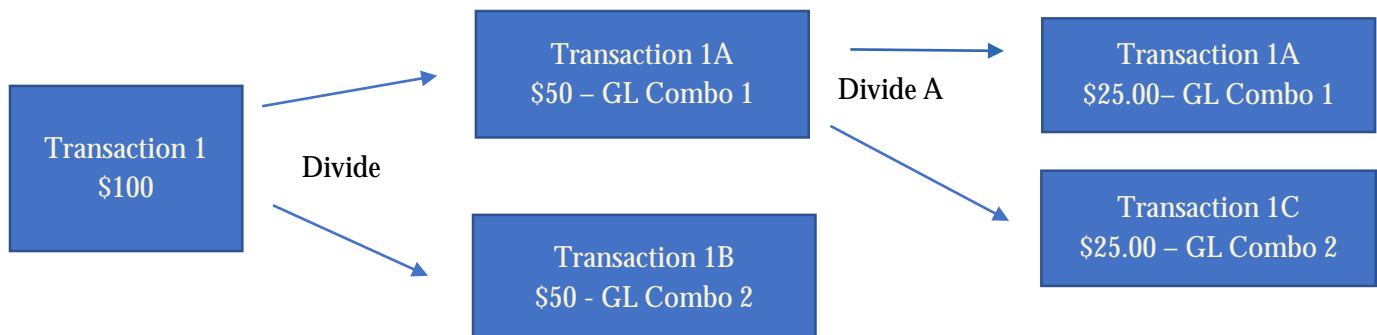 Transaction 1
$100
Divide
Transaction 1A
$50 – GL Combo 1
Transaction 1B
$50 - GL Combo 2
Divide A
Transaction 1A
$25.00– GL Combo 1
Transaction 1C
$25.00 – GL Combo 2